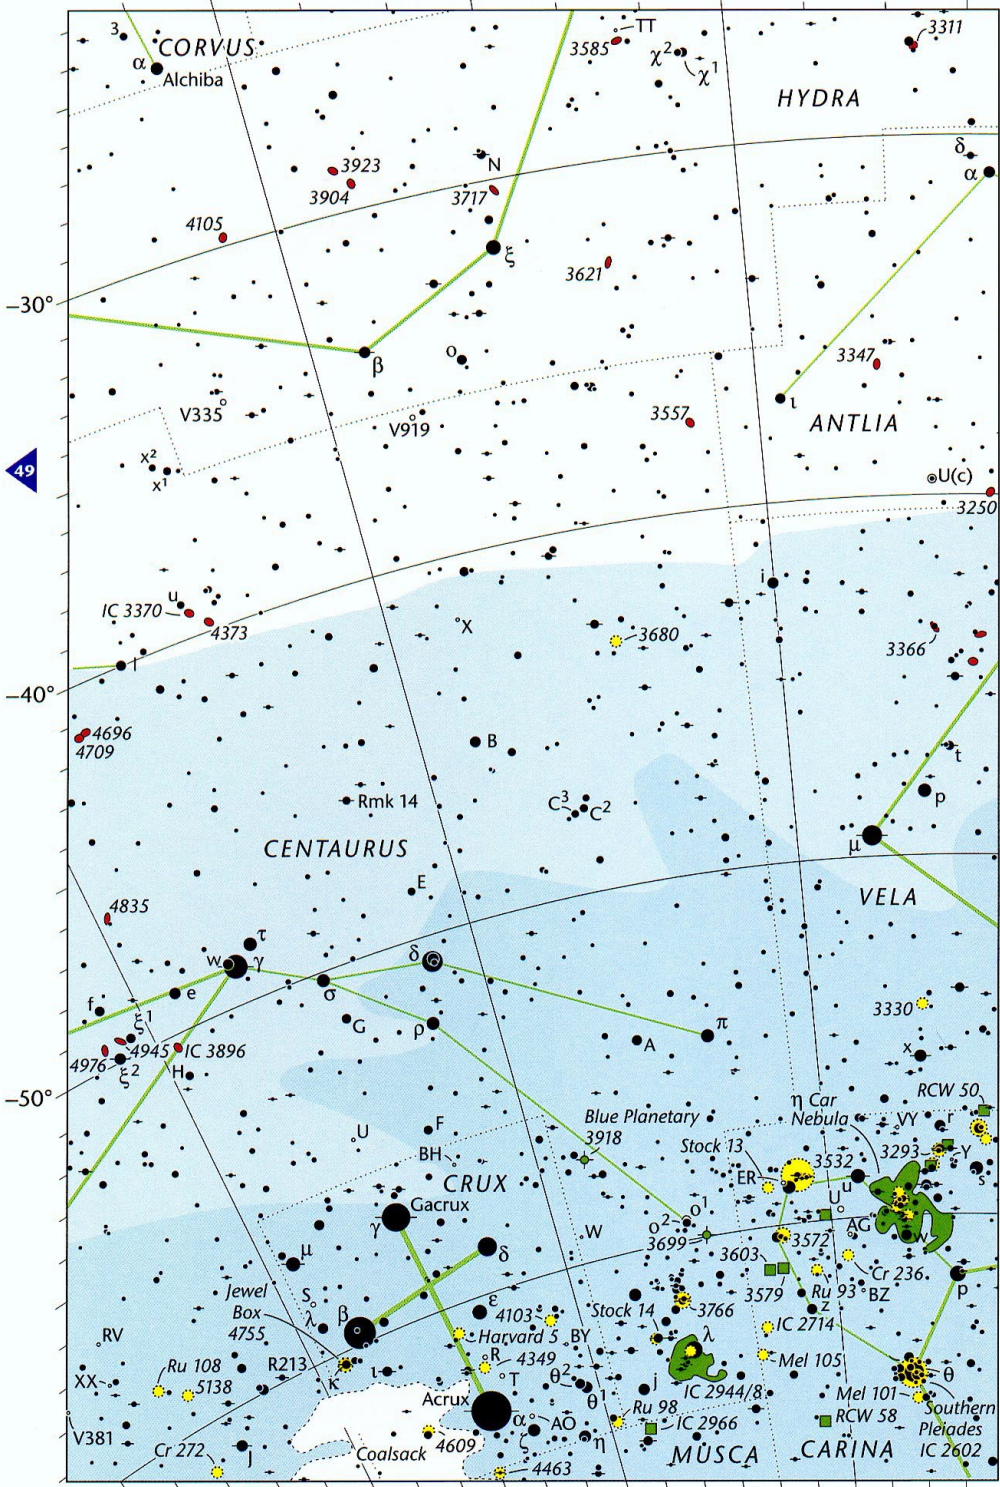 TT
3585
χ²
χ¹
3311
3
CORVUS
α
Alchiba
HYDRA
δ
α
N
3923
3904
3717
4105
ξ
3621
-30°
β
o
3347
ι
V335
V919
3557
ANTLIA
49
x²
x¹
U(c)
3250
i
u
IC 3370
4373
X
3680
3366
l
-40°
4696
4709
B
t
p
Rmk 14
C³
C²
μ
CENTAURUS
E
VELA
4835
τ
w
γ
δ
σ
e
f
3330
ξ¹
G
ρ
π
A
x
4945
IC 3896
4976
ξ²
H
-50°
RCW 50
η Car
Nebula
VY
r
Blue Planetary
3918
Stock 13
U
F
BH
3532
3293
Y
s
ER
CRUX
Gacrux
γ
u
U
o¹
o²
W
3699
3572
AG
w
μ
δ
3603
3579
Cr 236
p
Jewel
Box
4755
S
λ
β
ε
4103
Stock 14
3766
Ru 93
BZ
z
IC 2714
RV
Harvard 5
BY
λ
R
4349
R213
κ
ι
Mel 105
θ
Ru 108
XX
5138
T
θ²
θ¹
j
IC 2944/8
Mel 101
Southern
Pleiades
IC 2602
Acrux
α
AO
ζ
Ru 98
IC 2966
RCW 58
V381
Cr 272
J
Coalsack
4609
4463
η
MUSCA
CARINA